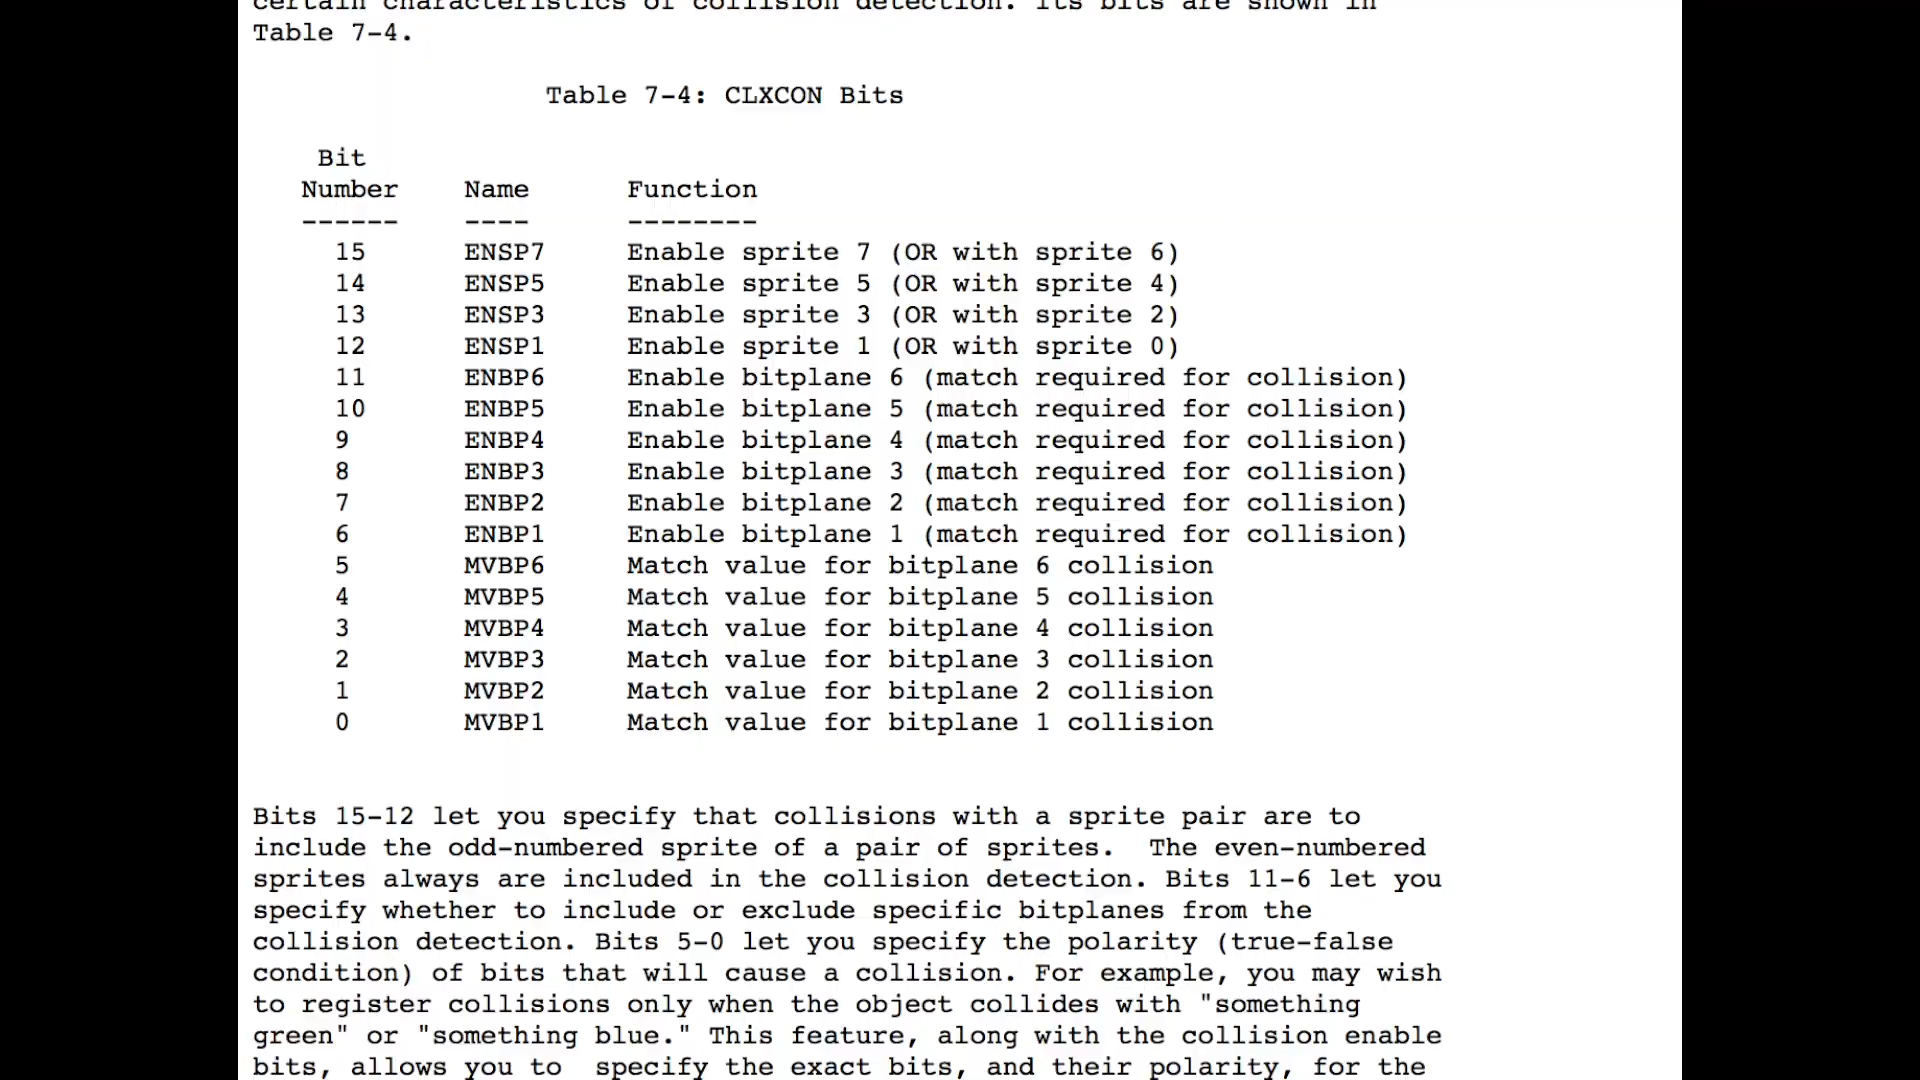 certain characteristics of collision detection. Its bits are shown in
Table 7-4.
Table 7-4: CLXCON Bits
Bit
Number Name Function
------ ---- --------
15 ENSP7 Enable sprite 7 (OR with sprite 6)
14 ENSP5 Enable sprite 5 (OR with sprite 4)
13 ENSP3 Enable sprite 3 (OR with sprite 2)
12 ENSP1 Enable sprite 1 (OR with sprite 0)
11 ENBP6 Enable bitplane 6 (match required for collision)
10 ENBP5 Enable bitplane 5 (match required for collision)
9 ENBP4 Enable bitplane 4 (match required for collision)
8 ENBP3 Enable bitplane 3 (match required for collision)
7 ENBP2 Enable bitplane 2 (match required for collision)
6 ENBP1 Enable bitplane 1 (match required for collision)
5 MVBP6 Match value for bitplane 6 collision
4 MVBP5 Match value for bitplane 5 collision
3 MVBP4 Match value for bitplane 4 collision
2 MVBP3 Match value for bitplane 3 collision
1 MVBP2 Match value for bitplane 2 collision
0 MVBP1 Match value for bitplane 1 collision
Bits 15-12 let you specify that collisions with a sprite pair are to
include the odd-numbered sprite of a pair of sprites.  The even-numbered
sprites always are included in the collision detection. Bits 11-6 let you
specify whether to include or exclude specific bitplanes from the
collision detection. Bits 5-0 let you specify the polarity (true-false
condition) of bits that will cause a collision. For example, you may wish
to register collisions only when the object collides with "something
green" or "something blue." This feature, along with the collision enable
bits, allows you to  specify the exact bits, and their polarity, for the